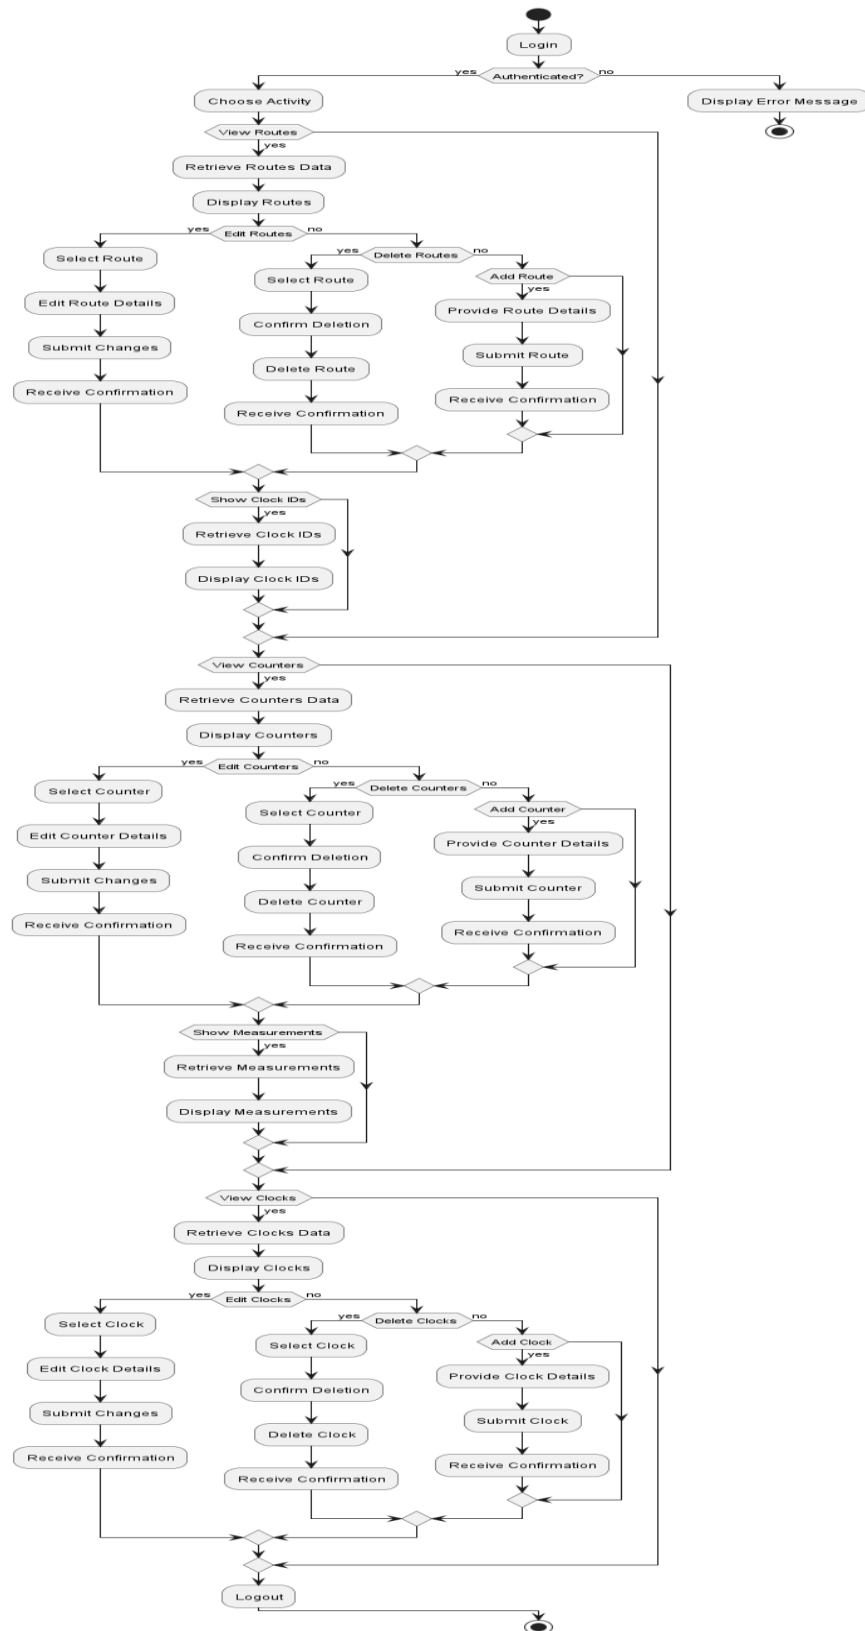 Login
yes
Authenticated?
no
Choose Activity
Display Error Message
View Routes
yes
Retrieve Routes Data
Display Routes
yes
Edit Routes
no
Select Route
Edit Route Details
Submit Changes
Receive Confirmation
yes
Delete Routes
no
Select Route
Confirm Deletion
Delete Route
Receive Confirmation
Add Route
yes
Provide Route Details
Submit Route
Receive Confirmation
Show Clock IDs
yes
Retrieve Clock IDs
Display Clock IDs
View Counters
yes
Retrieve Counters Data
Display Counters
yes
Edit Counters
no
Select Counter
Edit Counter Details
Submit Changes
Receive Confirmation
yes
Delete Counters
no
Select Counter
Confirm Deletion
Delete Counter
Receive Confirmation
Add Counter
yes
Provide Counter Details
Submit Counter
Receive Confirmation
Show Measurements
yes
Retrieve Measurements
Display Measurements
View Clocks
yes
Retrieve Clocks Data
Display Clocks
yes
Edit Clocks
no
Select Clock
Edit Clock Details
Submit Changes
Receive Confirmation
yes
Delete Clocks
no
Select Clock
Confirm Deletion
Delete Clock
Receive Confirmation
Add Clock
yes
Provide Clock Details
Submit Clock
Receive Confirmation
Logout